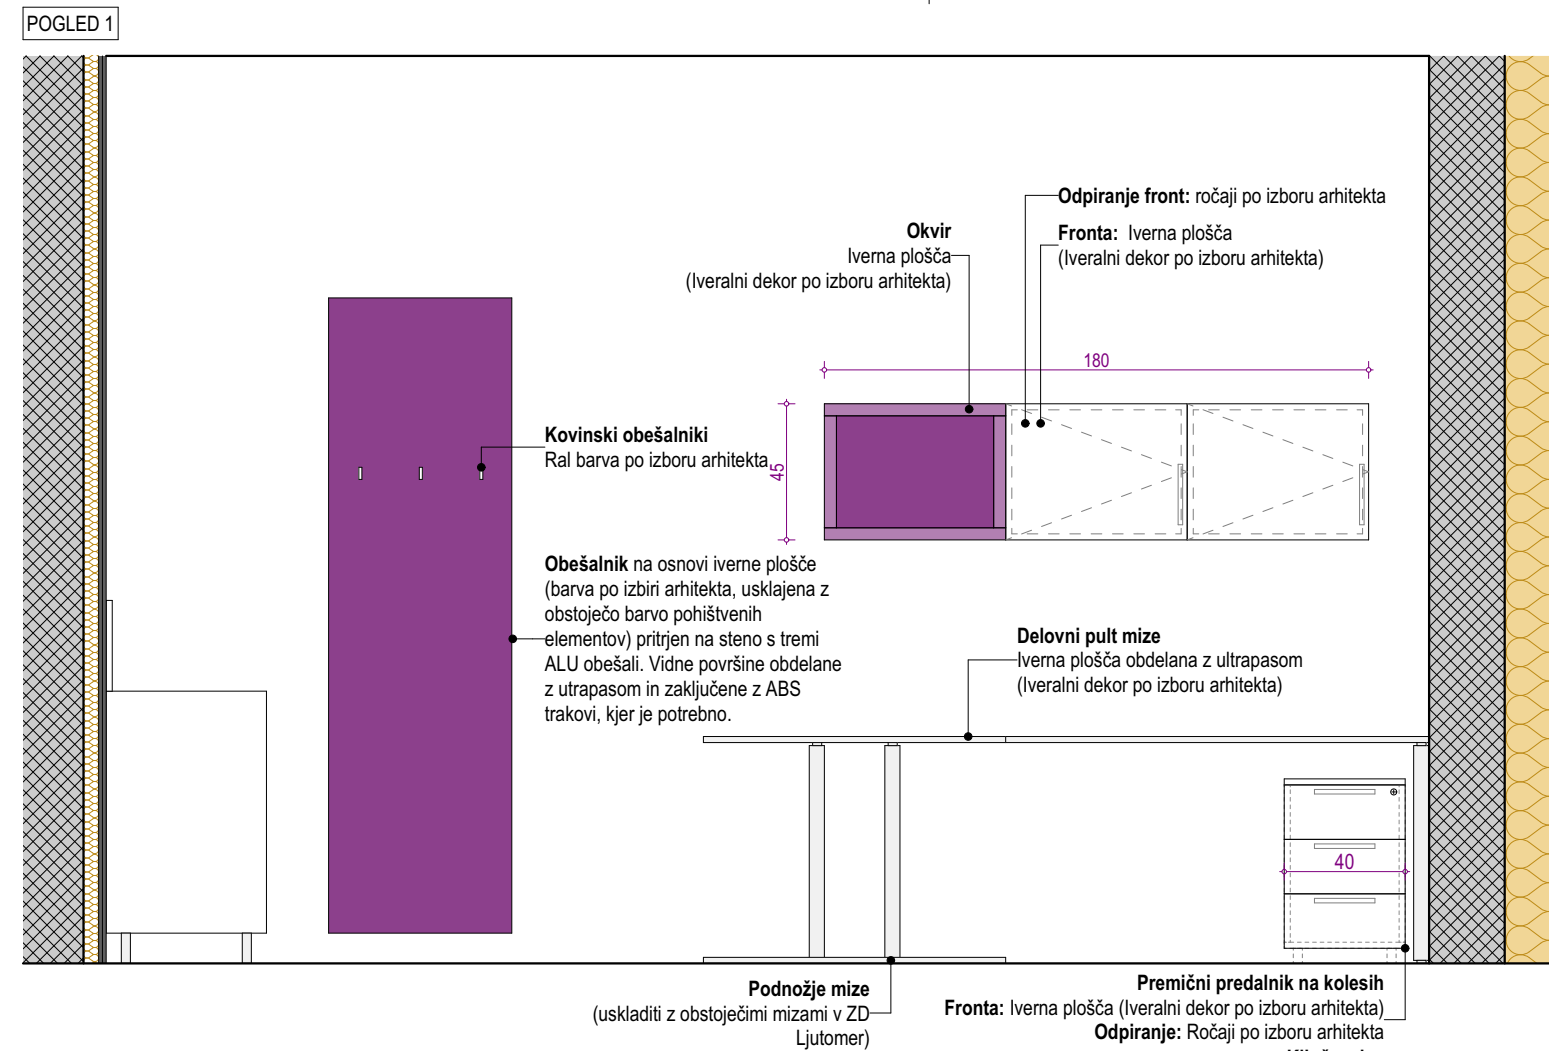 POGLED 1
Odpiranje front: ročaji po izboru arhitekta
Okvir
Iverna plošča
(Iveralni dekor po izboru arhitekta)
Fronta: Iverna plošča
(Iveralni dekor po izboru arhitekta)
180
45
Kovinski obešalniki
Ral barva po izboru arhitekta
Obešalnik na osnovi iverne plošče
(barva po izbiri arhitekta, usklajena z
obstoječo barvo pohištvenih
elementov) pritrjen na steno s tremi
ALU obešali. Vidne površine obdelane
z utrapasom in zaključene z ABS
trakovi, kjer je potrebno.
Delovni pult mize
Iverna plošča obdelana z ultrapasom
(Iveralni dekor po izboru arhitekta)
40
Podnožje mize
(uskladiti z obstoječimi mizami v ZD
Ljutomer)
Premični predalnik na kolesih
Fronta: Iverna plošča (Iveralni dekor po izboru arhitekta)
Odpiranje: Ročaji po izboru arhitekta